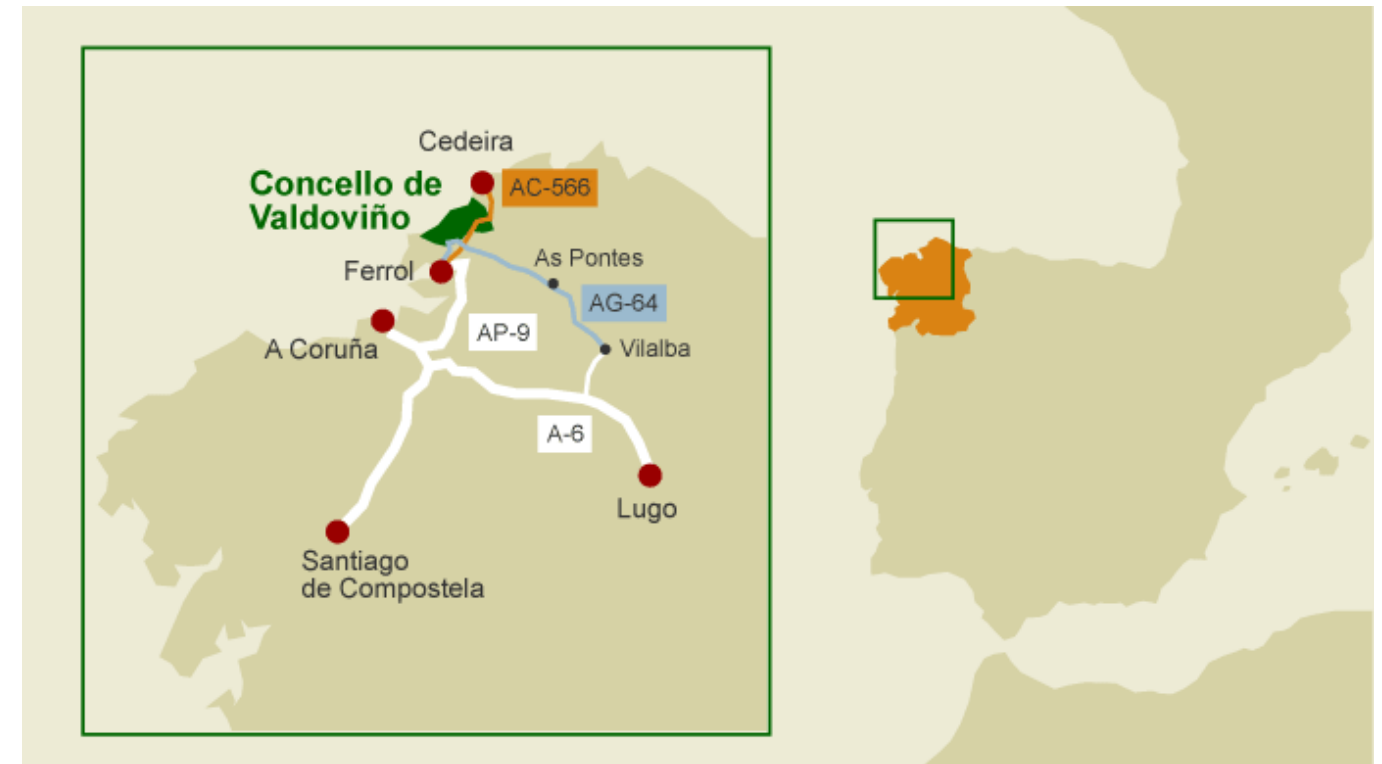 Cedeira
Concello de
Valdoviño
AC-566
Ferrol
As Pontes
AG-64
A Coruña
AP-9
Vilalba
A-6
Lugo
Santiago
de Compostela